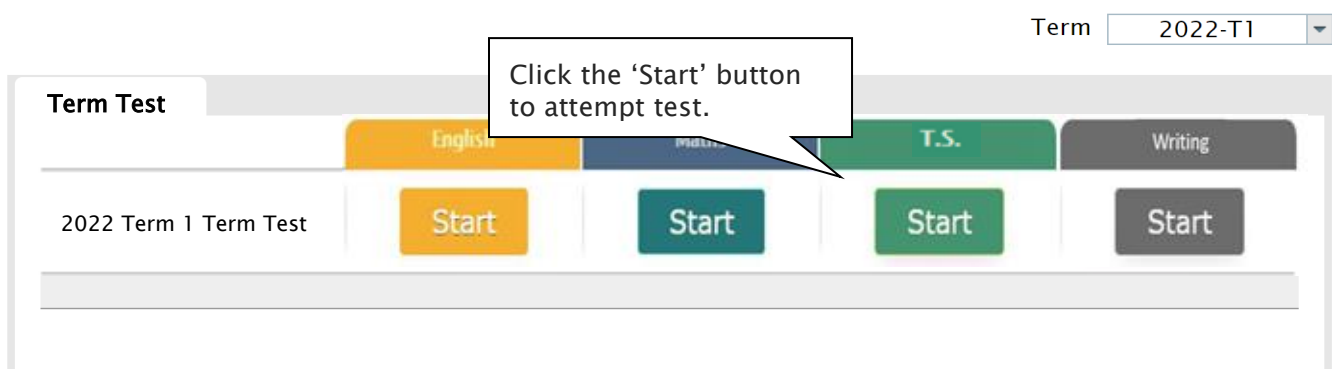 Term 2022-T1
Click the ‘Start’ button
to attempt test.
Term Test
English Maths T.S. Writing
2022 Term 1 Term Test Start Start Start Start